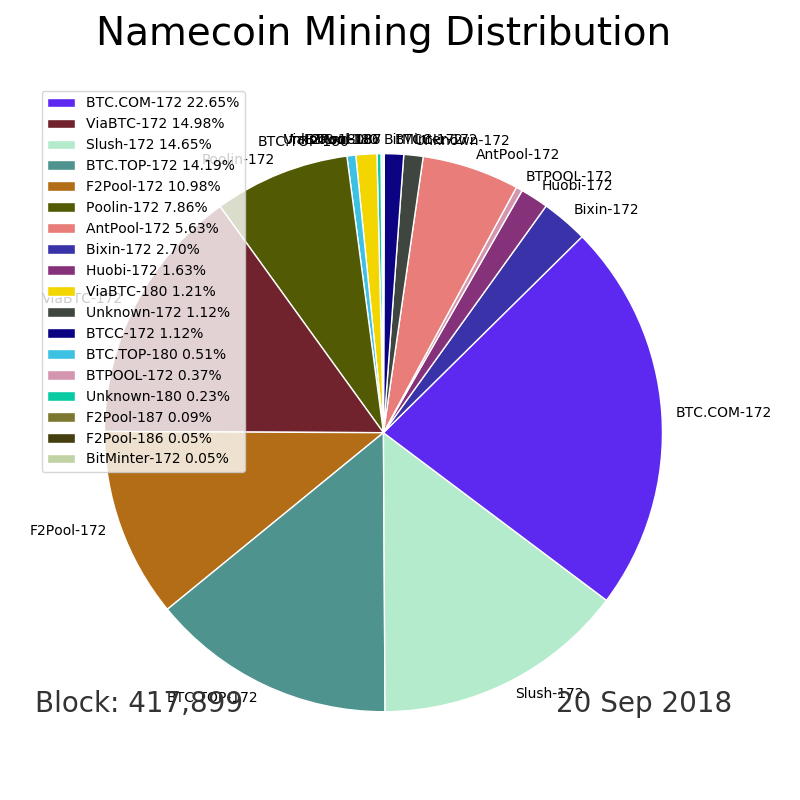 Namecoin Mining Distribution
BTC.COM-172 22.65%
ViaBTC-172 14.98%
Slush-172 14.65%
BTC.TOP-172 14.19%
F2Pool-172 10.98%
Poolin-172 7.86%
AntPool-172 5.63%
Bixin-172 2.70%
Huobi-172 1.63%
ViaBTC-180 1.21%
Unknown-172 1.12%
BTCC-172 1.12%
BTC.TOP-180 0.51%
BTPOOL-172 0.37%
Unknown-180 0.23%
F2Pool-187 0.09%
F2Pool-186 0.05%
BitMinter-172 0.05%
Unknown-172
AntPool-172
BTPOOL-172
Huobi-172
Bixin-172
Poolin-172
ViaBTC-172
BTC.COM-172
F2Pool-172
BTC.TOP-172
Slush-172
Block: 417,899
20 Sep 2018